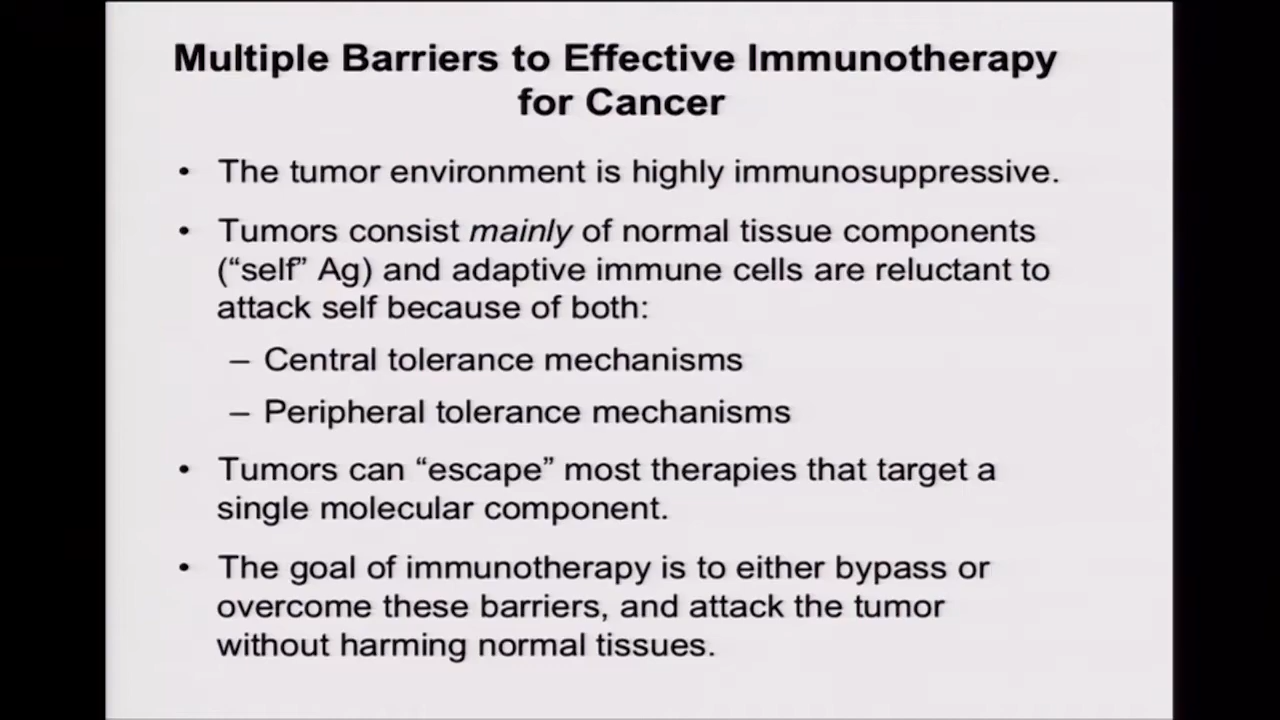 Multiple Barriers to Effective Immunotherapy
for Cancer
• The tumor environment is highly immunosuppressive.
• Tumors consist mainly of normal tissue components
(“self” Ag) and adaptive immune cells are reluctant to
attack self because of both:
– Central tolerance mechanisms
– Peripheral tolerance mechanisms
• Tumors can “escape” most therapies that target a
single molecular component.
• The goal of immunotherapy is to either bypass or
overcome these barriers, and attack the tumor
without harming normal tissues.